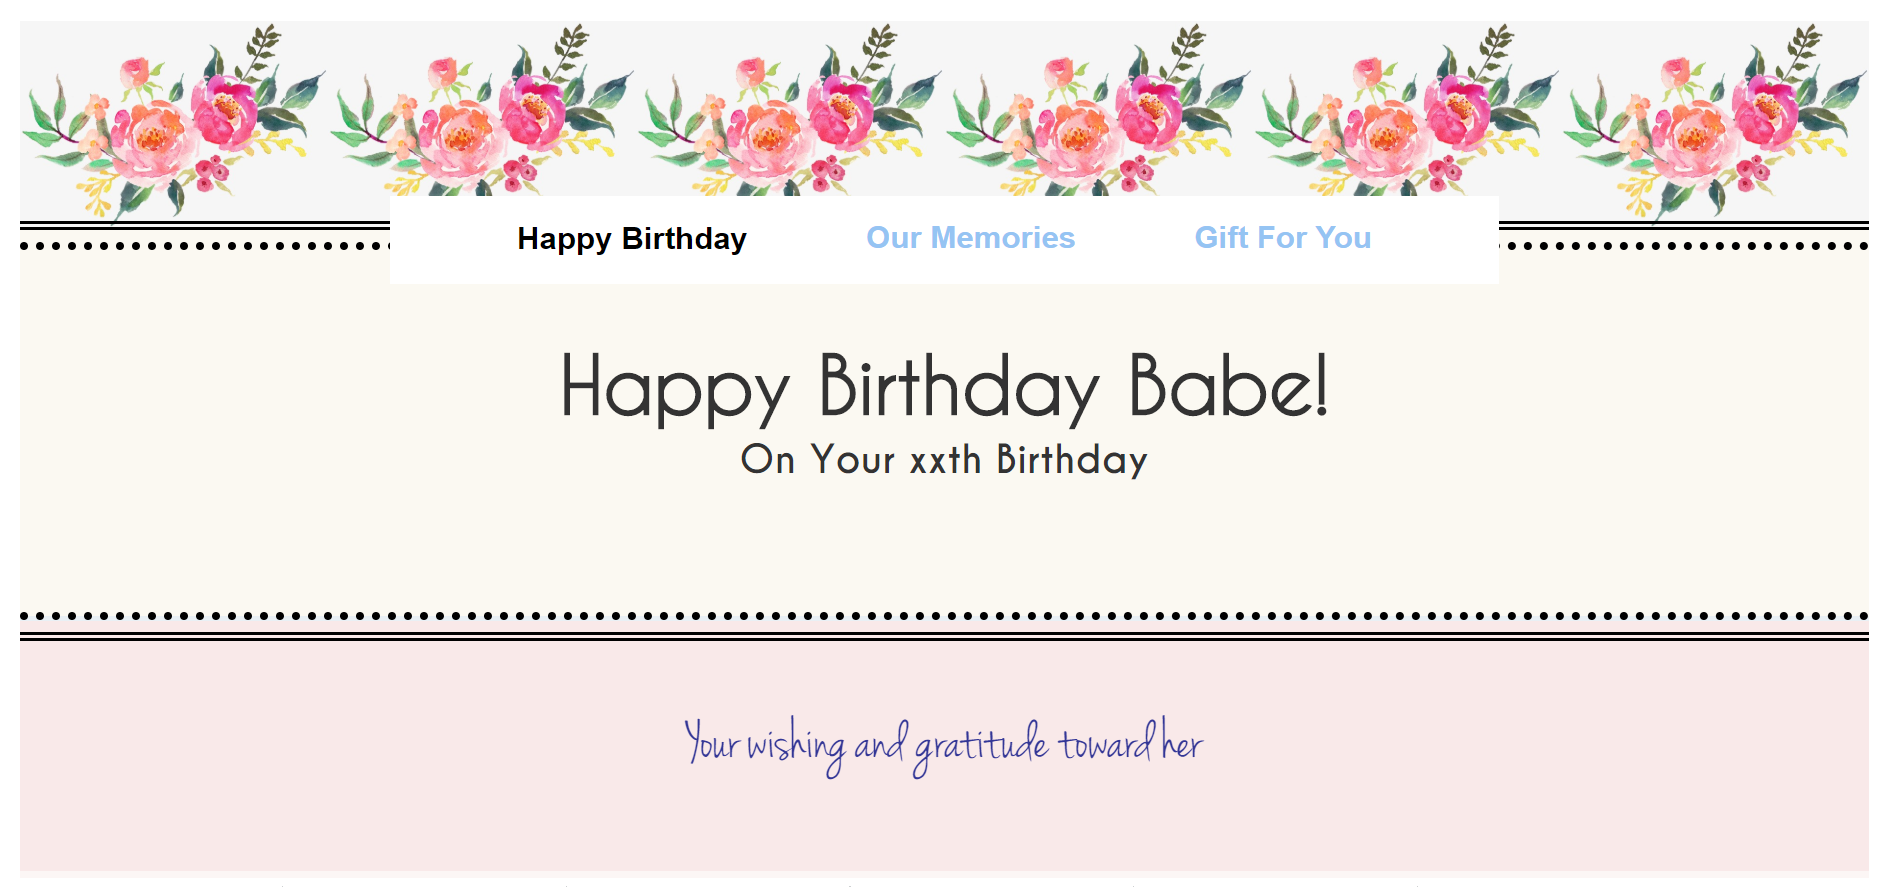 Happy Birthday Our Memories Gift For You
Happy Birthday Babe!
On Your xxth Birthday
Your wishing and gratitude toward her